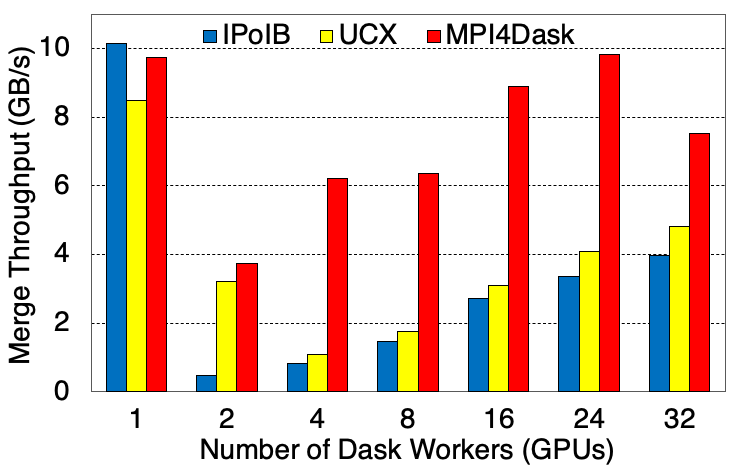 IPoIB UCX MPI4Dask
Merge Throughput (GB/s)
10
8
6
4
2
0
1 2 4 8 16 24 32
Number of Dask Workers (GPUs)